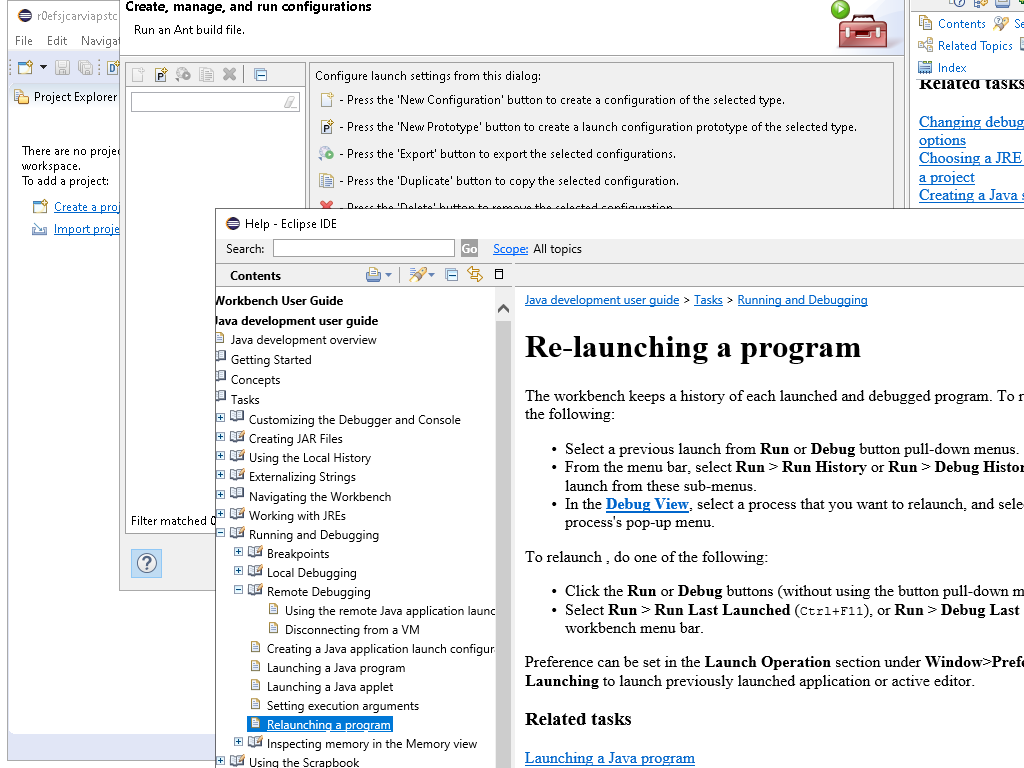 r0efsjcarviapstc
File Edit Navigat
Project Explorer
There are no projec
workspace.
To add a project:
Create a proj
Import proje
Create, manage, and run configurations
Run an Ant build file.
Filter matched 0
Configure launch settings from this dialog:
- Press the 'New Configuration' button to create a configuration of the selected type.
- Press the 'New Prototype' button to create a launch configuration prototype of the selected type.
- Press the 'Export' button to export the selected configurations.
- Press the 'Duplicate' button to copy the selected configuration.
- Press the 'Delete' button to remove the selected configuration.
Contents Se
Related Topics
Index
Related tasks
Changing debug
options
Choosing a JRE
a project
Creating a Java s
Help - Eclipse IDE
Search: Go Scope: All topics
Contents
Workbench User Guide
Java development user guide
Java development overview
Getting Started
Concepts
Tasks
Customizing the Debugger and Console
Creating JAR Files
Using the Local History
Externalizing Strings
Navigating the Workbench
Working with JREs
Running and Debugging
Breakpoints
Local Debugging
Remote Debugging
Using the remote Java application launc
Disconnecting from a VM
Creating a Java application launch configur
Launching a Java program
Launching a Java applet
Setting execution arguments
Relaunching a program
Inspecting memory in the Memory view
Using the Scrapbook
Java development user guide > Tasks > Running and Debugging
Re-launching a program
The workbench keeps a history of each launched and debugged program. To r
the following:
• Select a previous launch from Run or Debug button pull-down menus.
• From the menu bar, select Run > Run History or Run > Debug Histor
launch from these sub-menus.
• In the Debug View, select a process that you want to relaunch, and sele
process's pop-up menu.
To relaunch , do one of the following:
• Click the Run or Debug buttons (without using the button pull-down m
• Select Run > Run Last Launched (Ctrl+F11), or Run > Debug Last
workbench menu bar.
Preference can be set in the Launch Operation section under Window>Prefe
Launching to launch previously launched application or active editor.
Related tasks
Launching a Java program